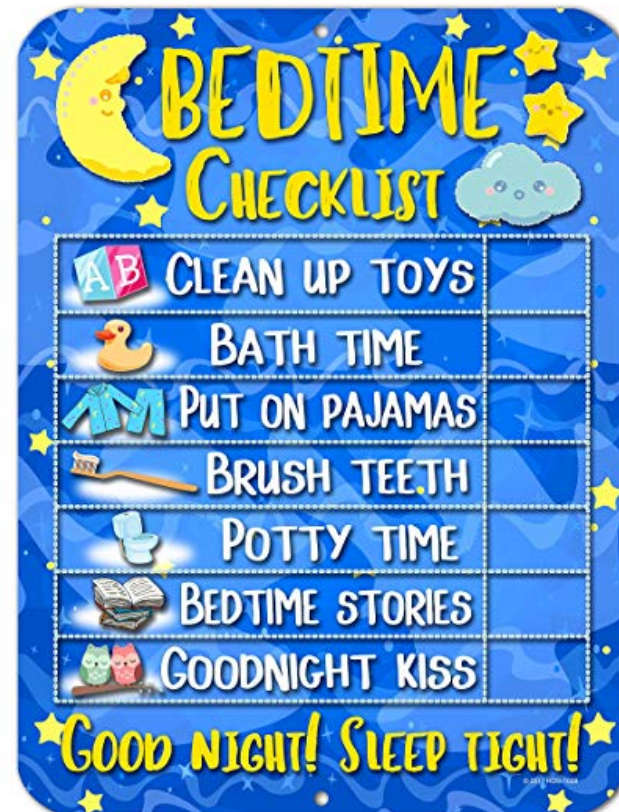 BEDTIME
CHECKLIST
AB
CLEAN UP TOYS
BATH TIME
PUT ON PAJAMAS
BRUSH TEETH
POTTY TIME
BEDTIME STORIES
GOODNIGHT KISS
GOOD NIGHT! SLEEP TIGHT!